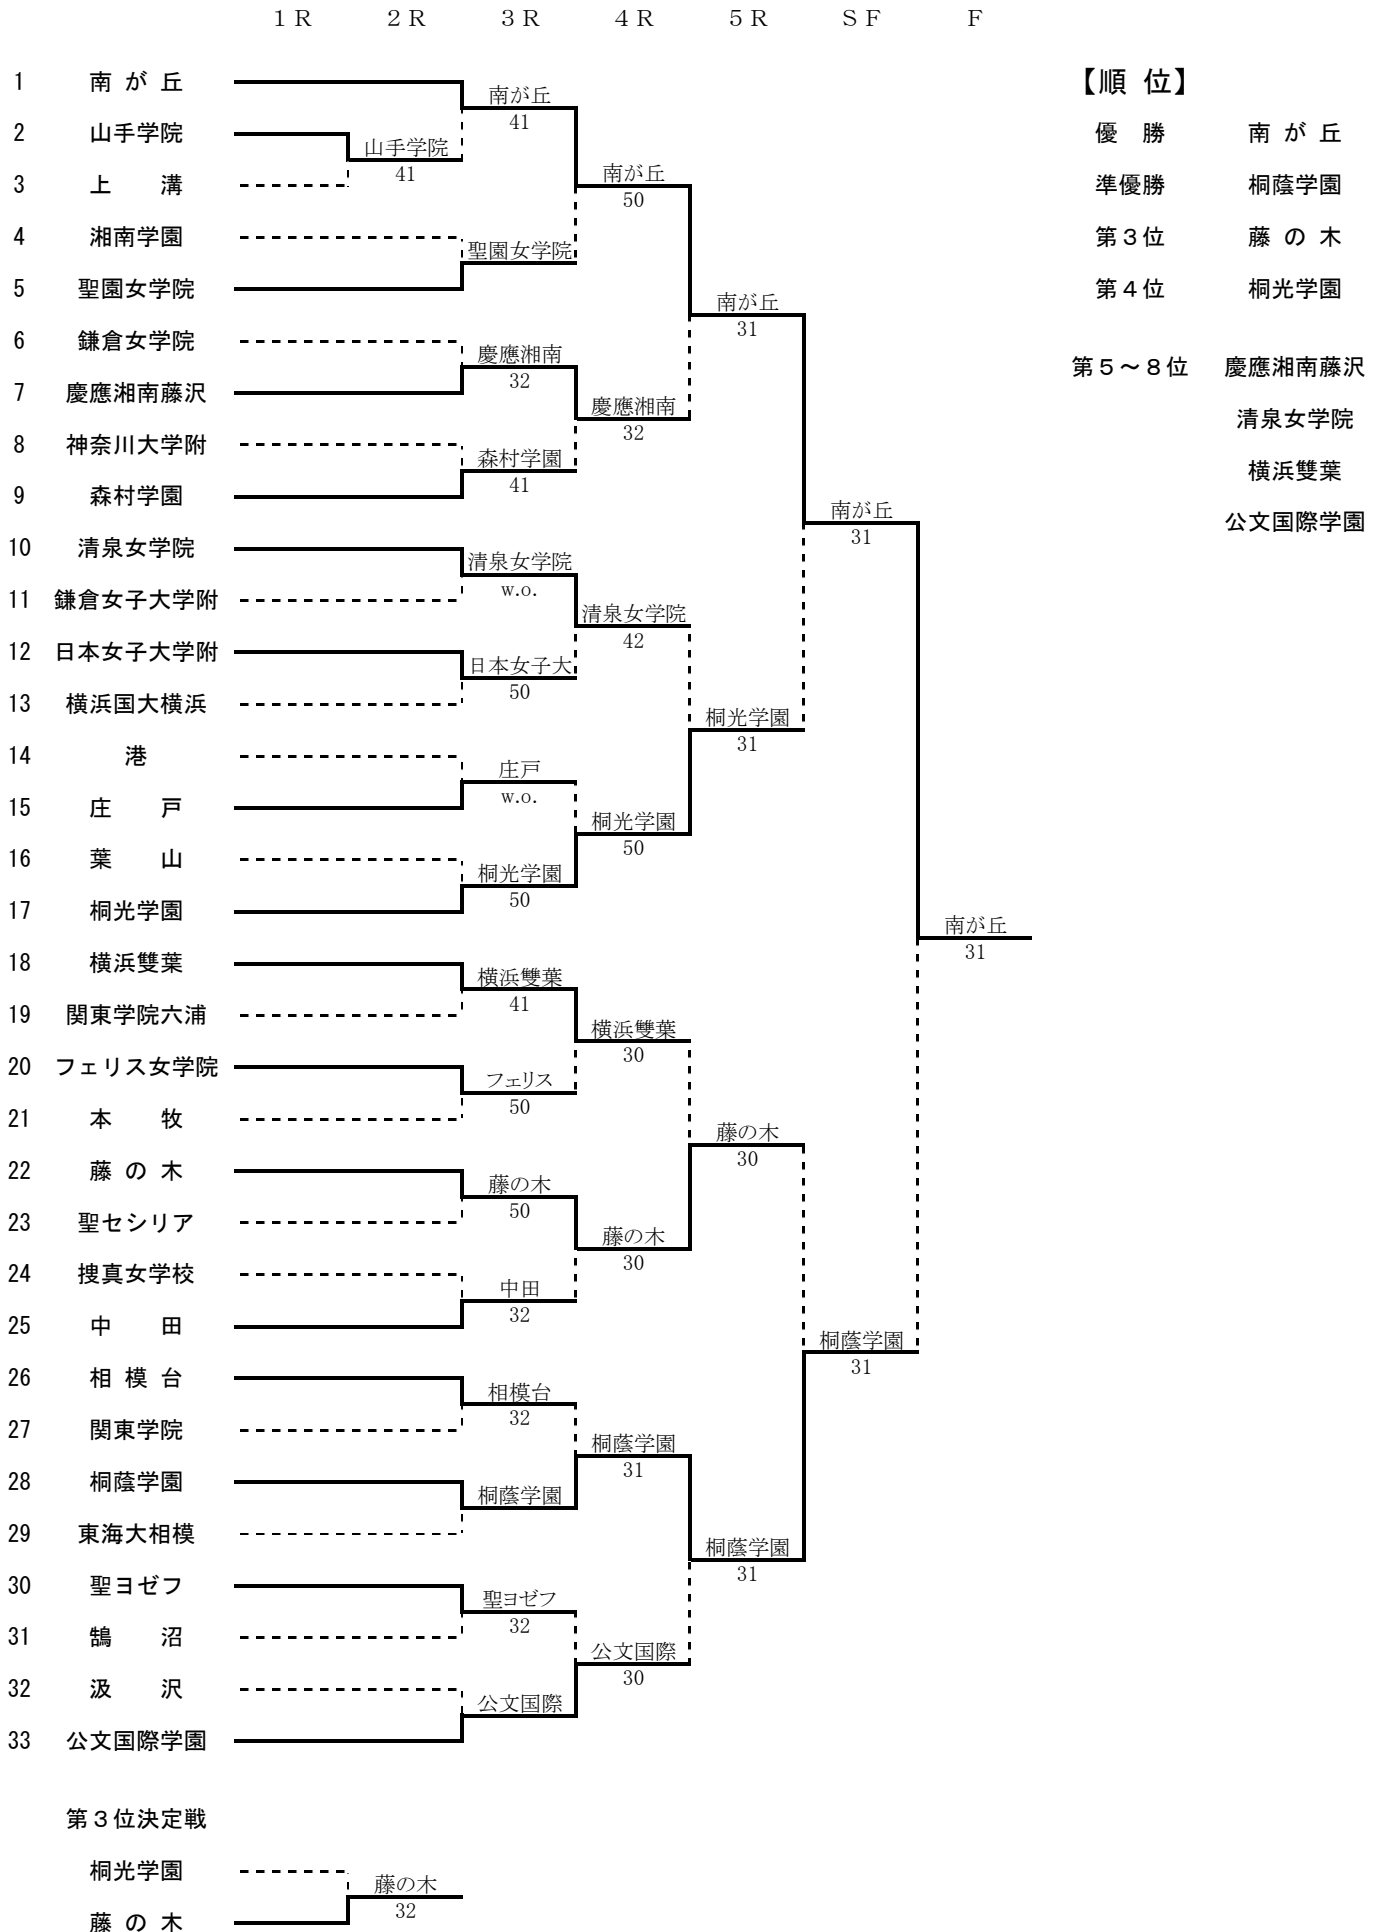 1R 2R 3R 4R 5R SF F
1 南が丘
2 山手学院
3 上溝
4 湘南学園
5 聖園女学院
6 鎌倉女学院
7 慶應湘南藤沢
8 神奈川大学附
9 森村学園
10 清泉女学院
11 鎌倉女子大学附
12 日本女子大学附
13 横浜国大横浜
14 港
15 庄戸
16 葉山
17 桐光学園
18 横浜雙葉
19 関東学院六浦
20 フェリス女学院
21 本牧
22 藤の木
23 聖セシリア
24 捜真女学校
25 中田
26 相模台
27 関東学院
28 桐蔭学園
29 東海大相模
30 聖ヨゼフ
31 鵠沼
32 汲沢
33 公文国際学園
山手学院
41
南が丘
41
聖園女学院
慶應湘南
32
森村学園
41
清泉女学院
w.o.
日本女子大
50
庄戸
w.o.
桐光学園
50
横浜雙葉
41
フェリス
50
藤の木
50
中田
32
相模台
32
桐蔭学園
聖ヨゼフ
32
公文国際
南が丘
50
慶應湘南
32
清泉女学院
42
桐光学園
50
横浜雙葉
30
藤の木
30
桐蔭学園
31
公文国際
30
南が丘
31
桐光学園
31
藤の木
30
桐蔭学園
31
南が丘
31
桐蔭学園
31
南が丘
31
【順位】
優勝 南が丘
準優勝 桐蔭学園
第3位 藤の木
第4位 桐光学園
第5～8位 慶應湘南藤沢
清泉女学院
横浜雙葉
公文国際学園
第3位決定戦
桐光学園
藤の木
藤の木
32